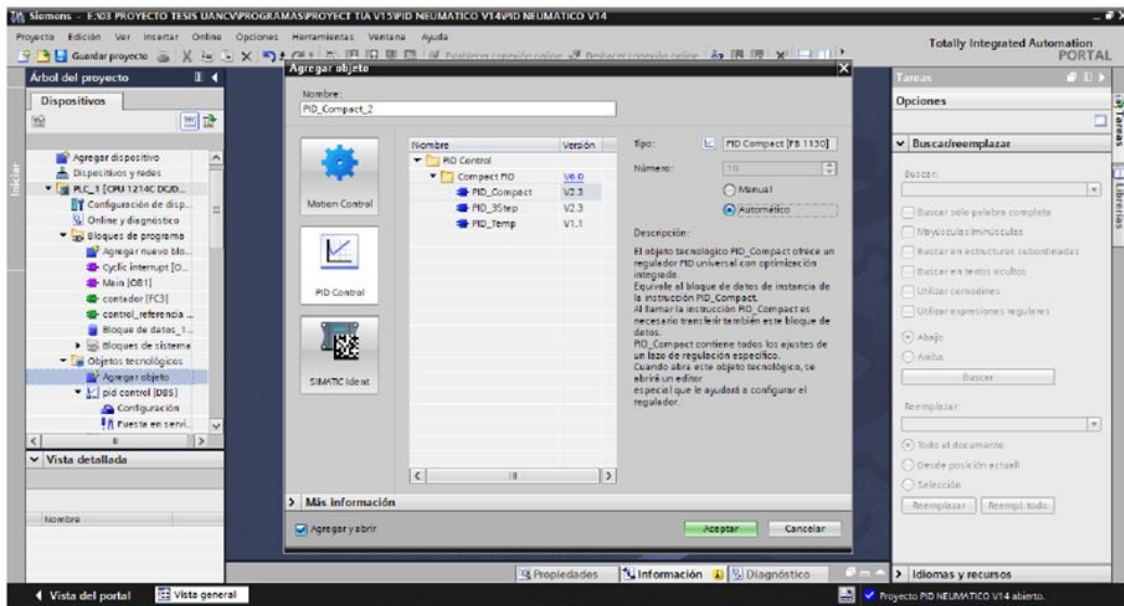 Siemens - E:\03 PROYECTO TESIS UANCV\PROGRAMAS\PROYECT TIA V15\PID NEUMATICO V14\PID NEUMATICO V14
Proyecto Edición Ver Insertar Online Opciones Herramientas Ventana Ayuda
Totally Integrated Automation
PORTAL
Guardar proyecto
Establecer conexión online Deshacer conexión online
Árbol del proyecto
Dispositivos
Iniciar
Agregar dispositivo
Dispositivos y redes
PLC_1 [CPU 1214C DC/D...
Configuración de disp...
Online y diagnóstico
Bloques de programa
Agregar nuevo blo...
Cyclic interrupt [O...
Main [OB1]
contador [FC3]
control_referencia ...
Bloque de datos_1...
Bloques de sistema
Objetos tecnológicos
Agregar objeto
pid control [DB5]
Configuración
Puesta en servi...
Vista detallada
Nombre
Agregar objeto
Nombre:
PID_Compact_2
Motion Control
PID Control
SIMATIC Ident
Nombre Versión
PID Control
Compact PID V6.0
PID_Compact V2.3
PID_3Step V2.3
PID_Temp V1.1
Tipo: PID Compact [FB 1130]
Número: 10
Manual
Automático
Descripción:
El objeto tecnológico PID_Compact ofrece un
regulador PID universal con optimización
integrada.
Equivale al bloque de datos de instancia de
la instrucción PID_Compact.
Al llamar la instrucción PID_Compact es
necesario transferir también este bloque de
datos.
PID_Compact contiene todos los ajustes de
un lazo de regulación específico.
Cuando abra este objeto tecnológico, se
abrirá un editor
especial que le ayudará a configurar el
regulador.
Más información
Agregar y abrir
Aceptar
Cancelar
Tareas
Opciones
Buscar/reemplazar
Buscar:
Buscar sólo palabra completa
Mayúsculas/minúsculas
Buscar en estructuras subordinadas
Buscar en textos ocultos
Utilizar comodines
Utilizar expresiones regulares
Abajo
Arriba
Buscar
Reemplazar:
Todo el documento
Desde posición actual
Selección
Reemplazar Reempl. todo
Idiomas y recursos
Tareas
Librerías
Propiedades Información Diagnóstico
Vista del portal Vista general
Proyecto PID NEUMATICO V14 abierto.